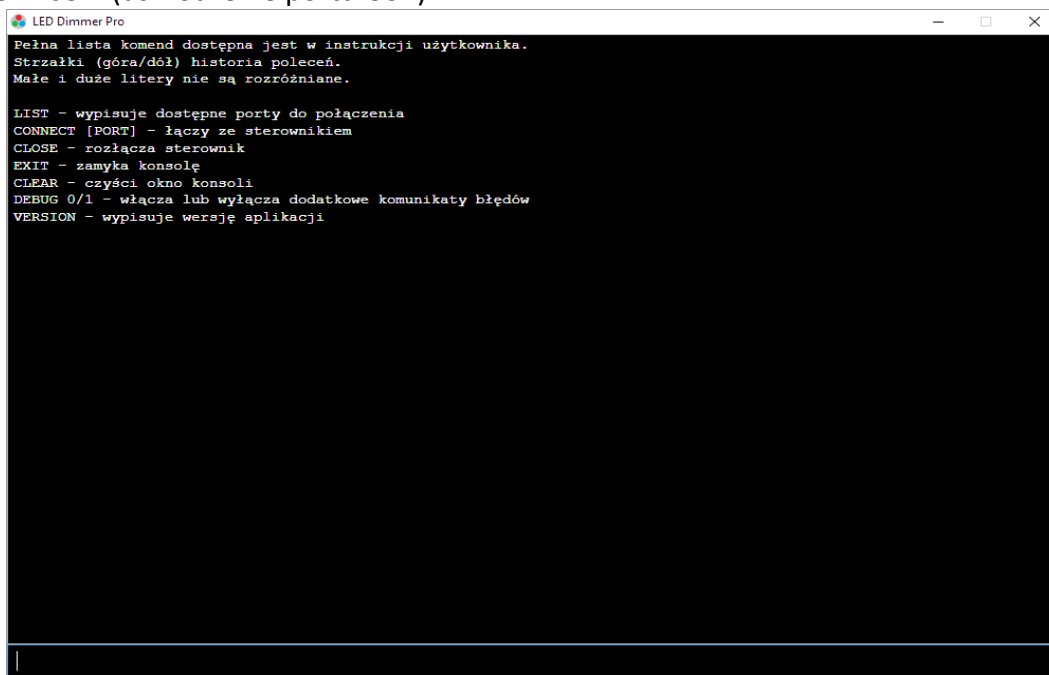 LED Dimmer Pro
Pełna lista komend dostępna jest w instrukcji użytkownika.
Strzałki (góra/dół) historia poleceń.
Małe i duże litery nie są rozróżniane.
LIST - wypisuje dostępne porty do połączenia
CONNECT [PORT] - łączy ze sterownikiem
CLOSE - rozłącza sterownik
EXIT - zamyka konsolę
CLEAR - czyści okno konsoli
DEBUG 0/1 - włącza lub wyłącza dodatkowe komunikaty błędów
VERSION - wypisuje wersję aplikacji